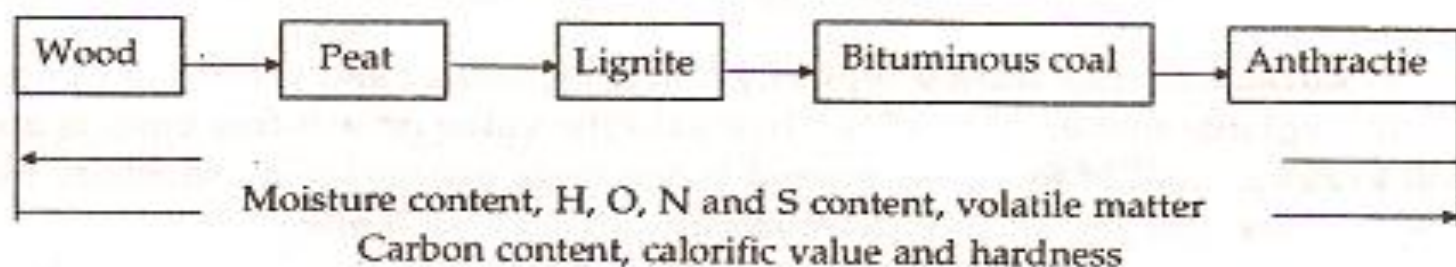 Wood Peat Lignite Bituminous coal Anthractie
Moisture content, H, O, N and S content, volatile matter
Carbon content, calorific value and hardness